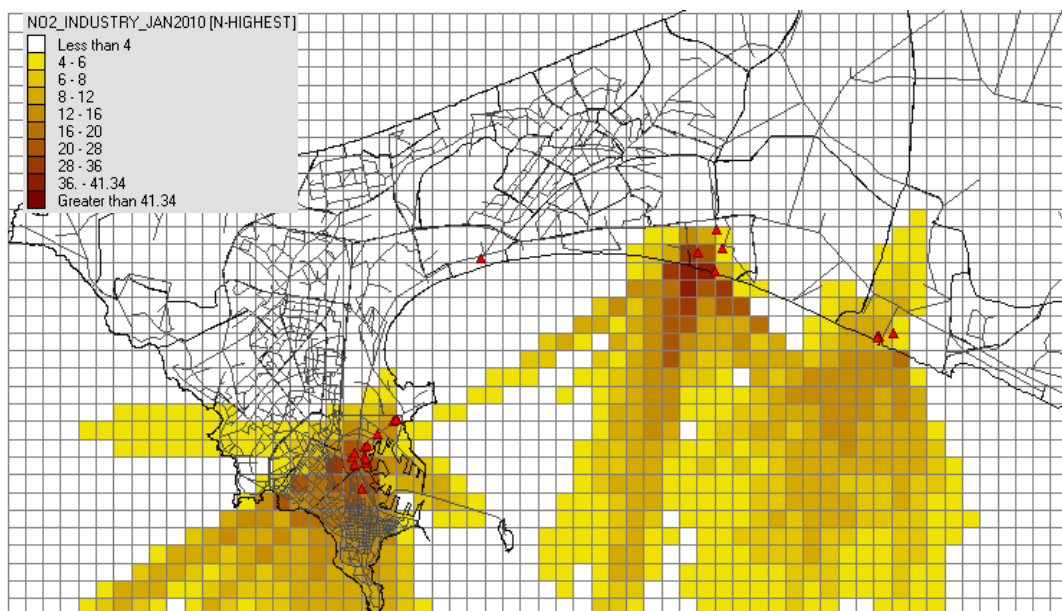 NO2_INDUSTRY_JAN2010 [N-HIGHEST]
Less than 4
4 - 6
6 - 8
8 - 12
12 - 16
16 - 20
20 - 28
28 - 36
36. - 41.34
Greater than 41.34